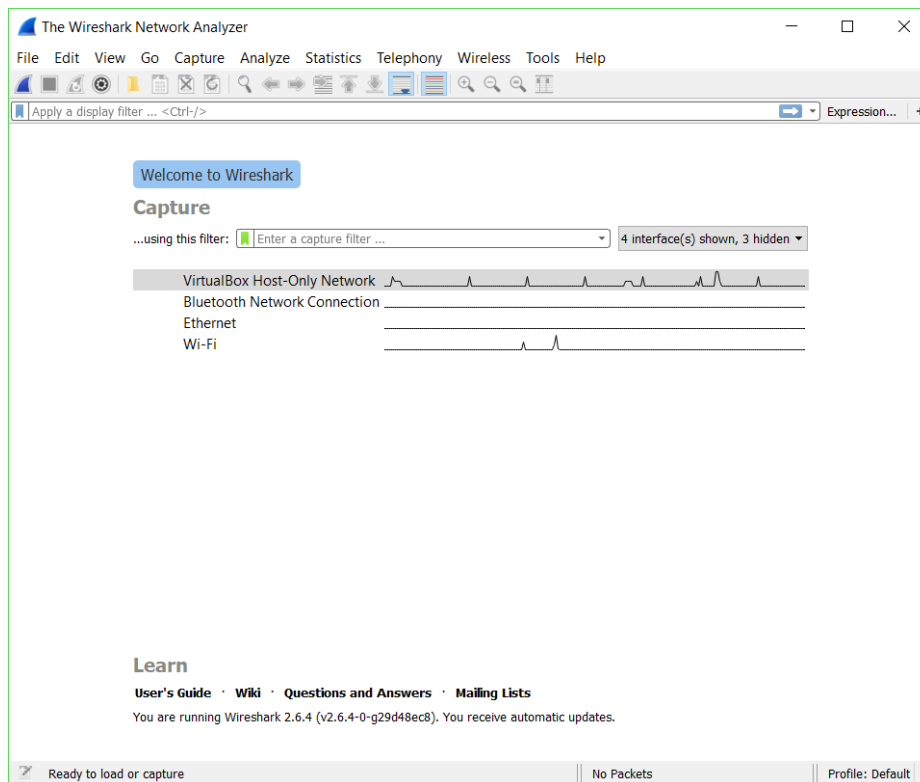 The Wireshark Network Analyzer
File Edit View Go Capture Analyze Statistics Telephony Wireless Tools Help
Apply a display filter ... <Ctrl-/> Expression... +
Welcome to Wireshark
Capture
...using this filter: Enter a capture filter ... 4 interface(s) shown, 3 hidden
VirtualBox Host-Only Network
Bluetooth Network Connection
Ethernet
Wi-Fi
Learn
User's Guide · Wiki · Questions and Answers · Mailing Lists
You are running Wireshark 2.6.4 (v2.6.4-0-g29d48ec8). You receive automatic updates.
Ready to load or capture No Packets Profile: Default